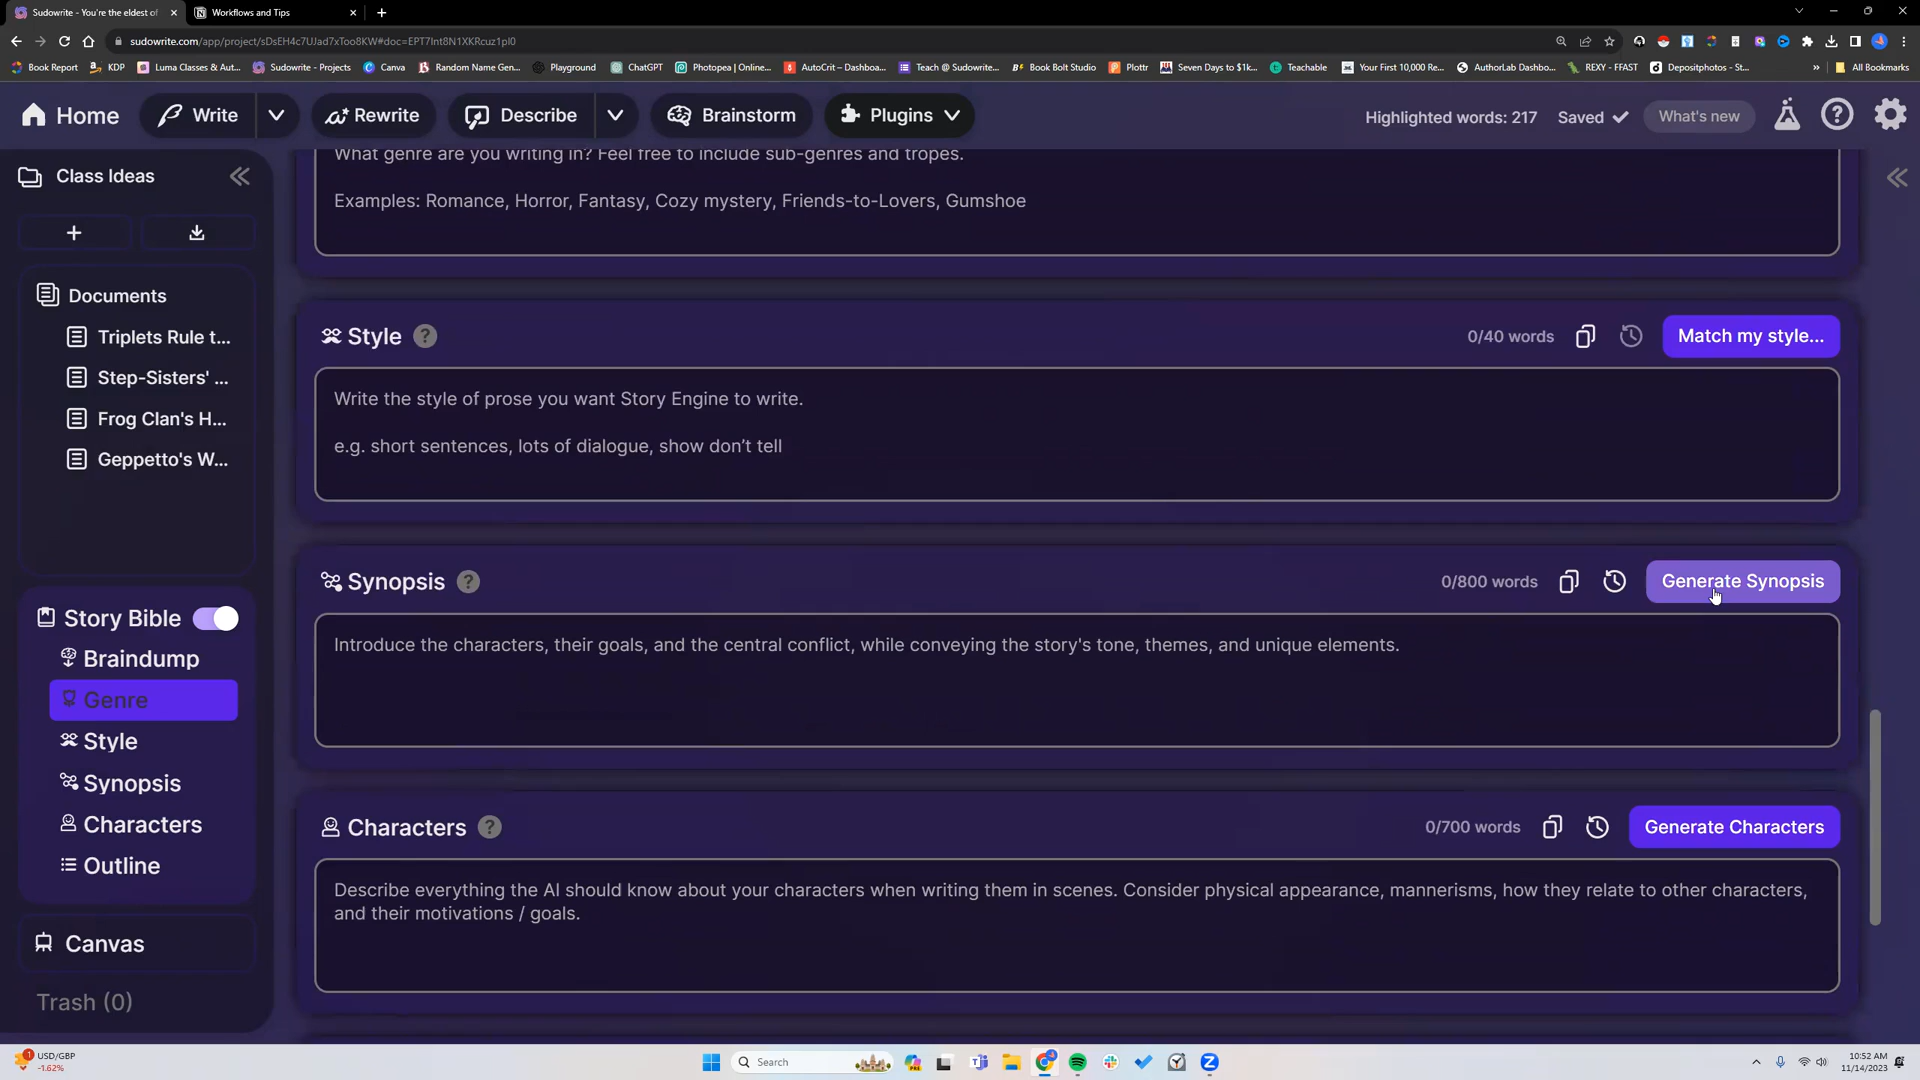 Sudowrite - You're the eldest of
Workflows and Tips
sudowrite.com/app/project/sDsEH4c7UJad7xToo8KW#doc=EPT7Int8N1XKRcuz1pI0
Book Report
KDP
Luma Classes & Aut...
Sudowrite - Projects
Canva
Random Name Gen...
Playground
ChatGPT
Photopea | Online...
AutoCrit – Dashboa...
Teach @ Sudowrite...
Book Bolt Studio
Plottr
Seven Days to $1k...
Teachable
Your First 10,000 Re...
AuthorLab Dashbo...
REXY - FFAST
Depositphotos - St...
»
All Bookmarks
Home
Write
Rewrite
Describe
Brainstorm
Plugins
Highlighted words: 217
Saved
What's new
Class Ideas
What genre are you writing in? Feel free to include sub-genres and tropes.
Examples: Romance, Horror, Fantasy, Cozy mystery, Friends-to-Lovers, Gumshoe
Documents
Triplets Rule t...
Step-Sisters' ...
Frog Clan's H...
Geppetto's W...
Style
0/40 words
Match my style...
Write the style of prose you want Story Engine to write.
e.g. short sentences, lots of dialogue, show don't tell
Synopsis
0/800 words
Generate Synopsis
Introduce the characters, their goals, and the central conflict, while conveying the story's tone, themes, and unique elements.
Story Bible
Braindump
Genre
Style
Synopsis
Characters
Outline
Characters
0/700 words
Generate Characters
Describe everything the AI should know about your characters when writing them in scenes. Consider physical appearance, mannerisms, how they relate to other characters,
and their motivations / goals.
Canvas
Trash (0)
USD/GBP
-1.62%
Search
10:52 AM
11/14/2023